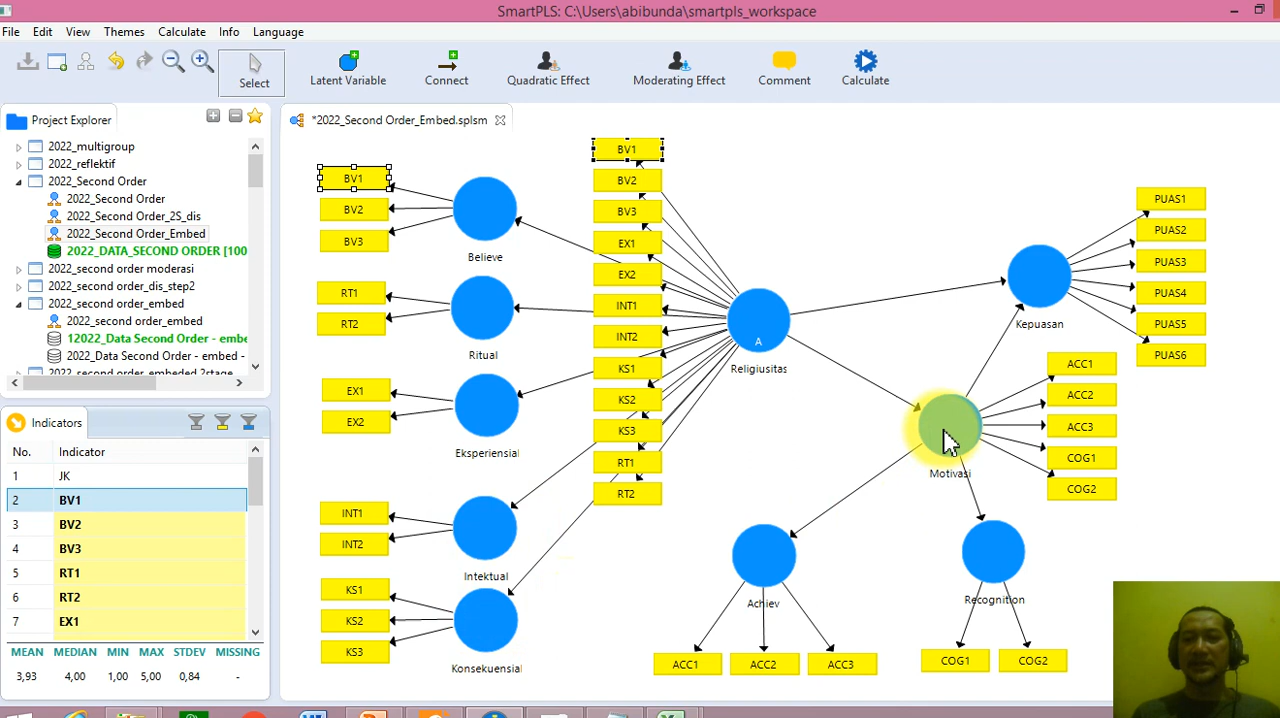 SmartPLS: C:\Users\abibunda\smartpls_workspace
File Edit View Themes Calculate Info Language
Select
Latent Variable
Connect
Quadratic Effect
Moderating Effect
Comment
Calculate
Project Explorer
2022_multigroup
2022_reflektif
2022_Second Order
2022_Second Order
2022_Second Order_2S_dis
2022_Second Order_Embed
2022_DATA_SECOND ORDER [100
2022_second order moderasi
2022_second order_dis_step2
2022_second order_embed
2022_second order_embed
12022_Data Second Order - embe
2022_Data Second Order - embed -
2022_second order_embeded 2stage
Indicators
No. Indicator
1 JK
2 BV1
3 BV2
4 BV3
5 RT1
6 RT2
7 EX1
MEAN MEDIAN MIN MAX STDEV MISSING
3,93 4,00 1,00 5,00 0,84 -
*2022_Second Order_Embed.splsm
BV1
BV2
BV3
Believe
RT1
RT2
Ritual
EX1
EX2
Eksperiensial
INT1
INT2
Intektual
KS1
KS2
KS3
Konsekuensial
BV1
BV2
BV3
EX1
EX2
INT1
INT2
KS1
KS2
KS3
RT1
RT2
A
Religiusitas
Kepuasan
PUAS1
PUAS2
PUAS3
PUAS4
PUAS5
PUAS6
Motivasi
ACC1
ACC2
ACC3
COG1
COG2
Achiev
ACC1
ACC2
ACC3
Recognition
COG1
COG2